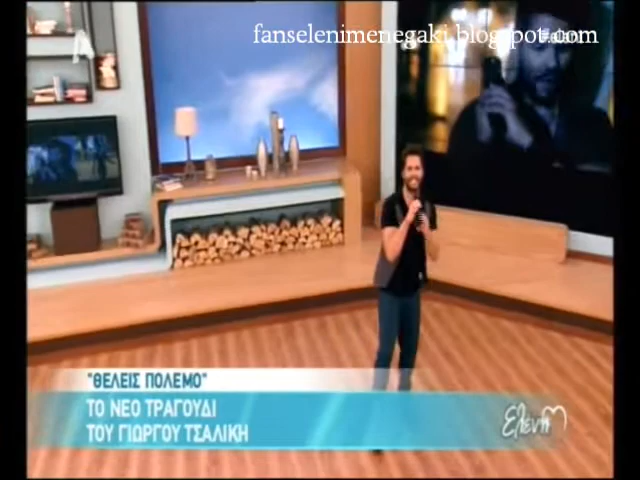 fanselenimenegaki.blogspot.com
"ΘΕΛΕΙΣ ΠΟΛΕΜΟ"
ΤΟ ΝΕΟ ΤΡΑΓΟΥΔΙ
ΤΟΥ ΓΙΩΡΓΟΥ ΤΣΑΛΙΚΗ
Ελένη